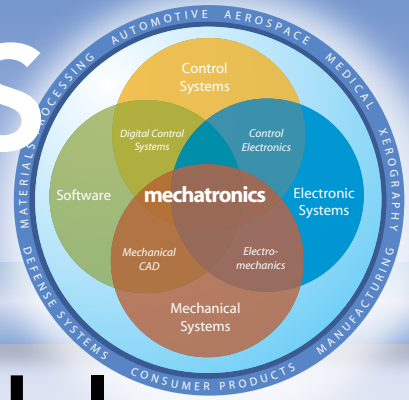 S
MATERIALS PROCESSING AUTOMOTIVE AEROSPACE MEDICAL XEROGRAPHY
Control
Systems
Digital Control
Systems
Control
Electronics
Software
mechatronics
Electronic
Systems
Mechanical
CAD
Electro-
mechanics
Mechanical
Systems
DEFENSE SYSTEMS CONSUMER PRODUCTS MANUFACTURING